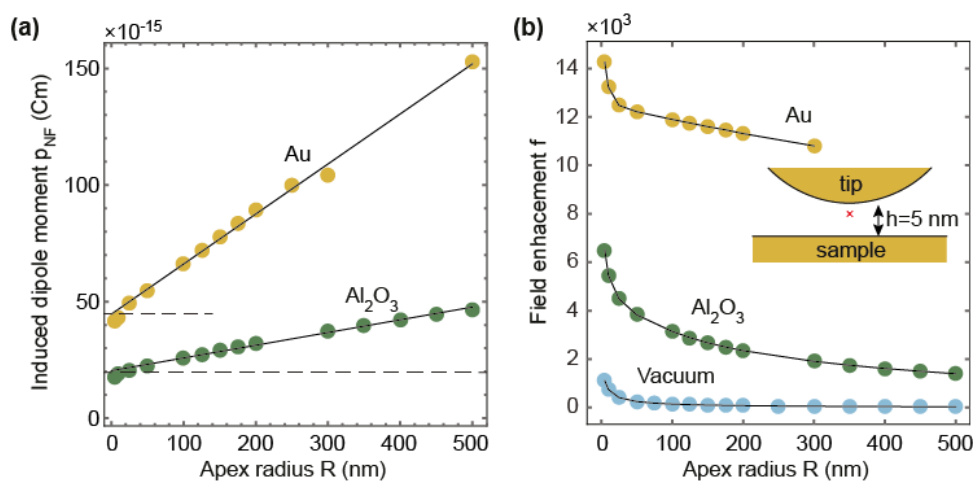 (a)
×10⁻¹⁵
Induced dipole moment pNF (Cm)
150
100
50
0
Au
Al₂O₃
0 100 200 300 400 500
Apex radius R (nm)
(b)
×10³
Field enhacement f
14
12
10
8
6
4
2
0
Au
tip
h=5 nm
sample
Al₂O₃
Vacuum
0 100 200 300 400 500
Apex radius R (nm)